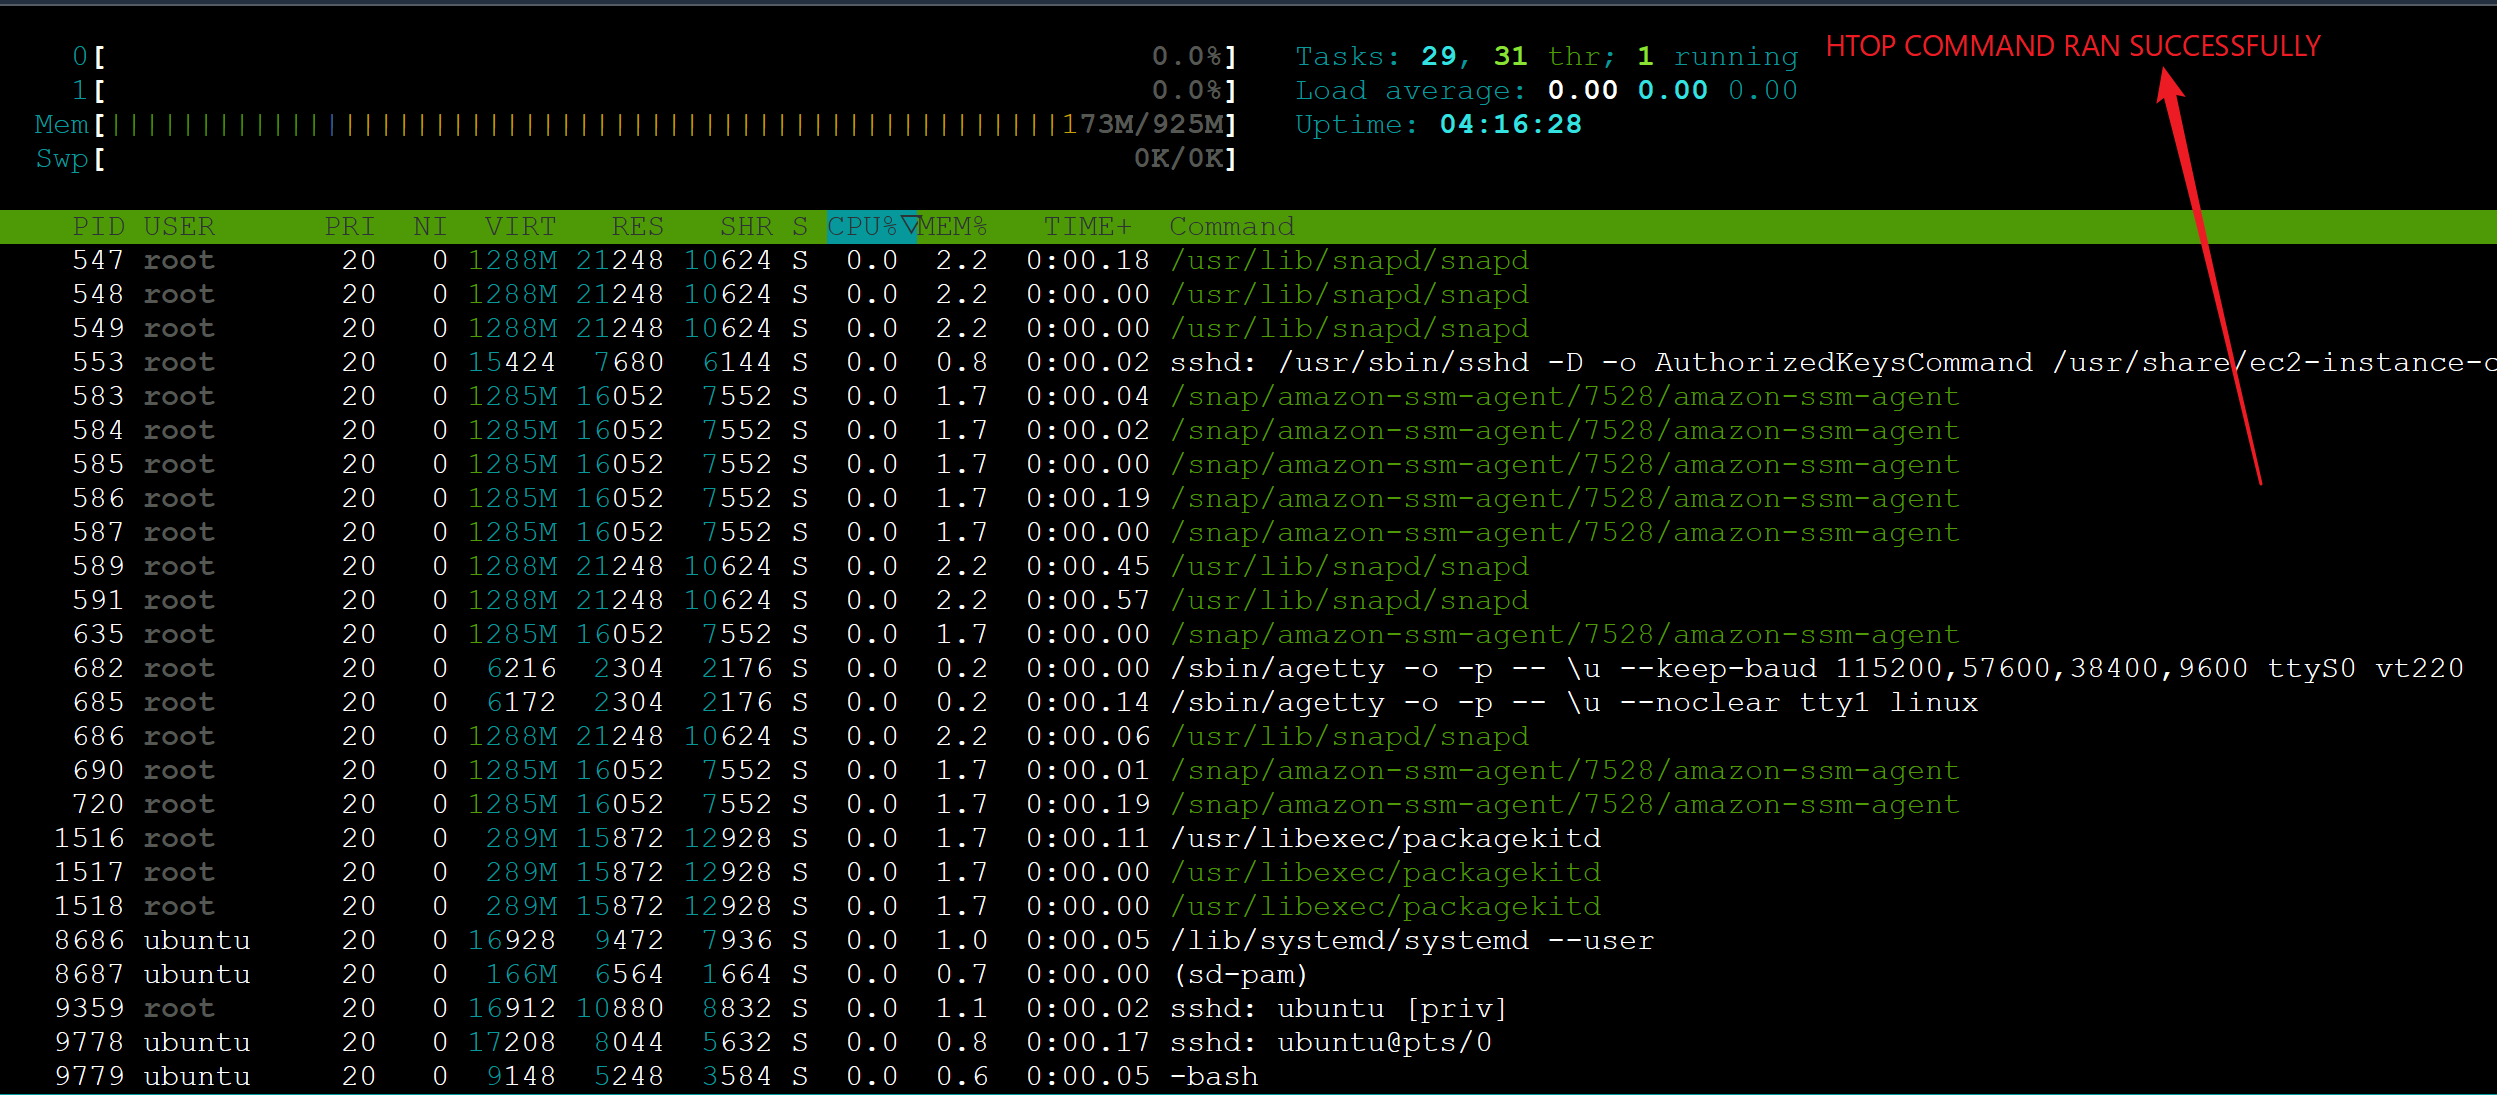 0[ 0.0%] Tasks: 29, 31 thr; 1 running HTOP COMMAND RAN SUCCESSFULLY
1[ 0.0%] Load average: 0.00 0.00 0.00
Mem[||||||||||||||||||||||||||||||||||||||||||||||||||||||173M/925M] Uptime: 04:16:28
Swp[ 0K/0K]
PID USER PRI NI VIRT RES SHR S CPU%▽MEM% TIME+ Command
547 root 20 0 1288M 21248 10624 S 0.0 2.2 0:00.18 /usr/lib/snapd/snapd
548 root 20 0 1288M 21248 10624 S 0.0 2.2 0:00.00 /usr/lib/snapd/snapd
549 root 20 0 1288M 21248 10624 S 0.0 2.2 0:00.00 /usr/lib/snapd/snapd
553 root 20 0 15424 7680 6144 S 0.0 0.8 0:00.02 sshd: /usr/sbin/sshd -D -o AuthorizedKeysCommand /usr/share/ec2-instance-c
583 root 20 0 1285M 16052 7552 S 0.0 1.7 0:00.04 /snap/amazon-ssm-agent/7528/amazon-ssm-agent
584 root 20 0 1285M 16052 7552 S 0.0 1.7 0:00.02 /snap/amazon-ssm-agent/7528/amazon-ssm-agent
585 root 20 0 1285M 16052 7552 S 0.0 1.7 0:00.00 /snap/amazon-ssm-agent/7528/amazon-ssm-agent
586 root 20 0 1285M 16052 7552 S 0.0 1.7 0:00.19 /snap/amazon-ssm-agent/7528/amazon-ssm-agent
587 root 20 0 1285M 16052 7552 S 0.0 1.7 0:00.00 /snap/amazon-ssm-agent/7528/amazon-ssm-agent
589 root 20 0 1288M 21248 10624 S 0.0 2.2 0:00.45 /usr/lib/snapd/snapd
591 root 20 0 1288M 21248 10624 S 0.0 2.2 0:00.57 /usr/lib/snapd/snapd
635 root 20 0 1285M 16052 7552 S 0.0 1.7 0:00.00 /snap/amazon-ssm-agent/7528/amazon-ssm-agent
682 root 20 0 6216 2304 2176 S 0.0 0.2 0:00.00 /sbin/agetty -o -p -- \u --keep-baud 115200,57600,38400,9600 ttyS0 vt220
685 root 20 0 6172 2304 2176 S 0.0 0.2 0:00.14 /sbin/agetty -o -p -- \u --noclear tty1 linux
686 root 20 0 1288M 21248 10624 S 0.0 2.2 0:00.06 /usr/lib/snapd/snapd
690 root 20 0 1285M 16052 7552 S 0.0 1.7 0:00.01 /snap/amazon-ssm-agent/7528/amazon-ssm-agent
720 root 20 0 1285M 16052 7552 S 0.0 1.7 0:00.19 /snap/amazon-ssm-agent/7528/amazon-ssm-agent
1516 root 20 0 289M 15872 12928 S 0.0 1.7 0:00.11 /usr/libexec/packagekitd
1517 root 20 0 289M 15872 12928 S 0.0 1.7 0:00.00 /usr/libexec/packagekitd
1518 root 20 0 289M 15872 12928 S 0.0 1.7 0:00.00 /usr/libexec/packagekitd
8686 ubuntu 20 0 16928 9472 7936 S 0.0 1.0 0:00.05 /lib/systemd/systemd --user
8687 ubuntu 20 0 166M 6564 1664 S 0.0 0.7 0:00.00 (sd-pam)
9359 root 20 0 16912 10880 8832 S 0.0 1.1 0:00.02 sshd: ubuntu [priv]
9778 ubuntu 20 0 17208 8044 5632 S 0.0 0.8 0:00.17 sshd: ubuntu@pts/0
9779 ubuntu 20 0 9148 5248 3584 S 0.0 0.6 0:00.05 -bash